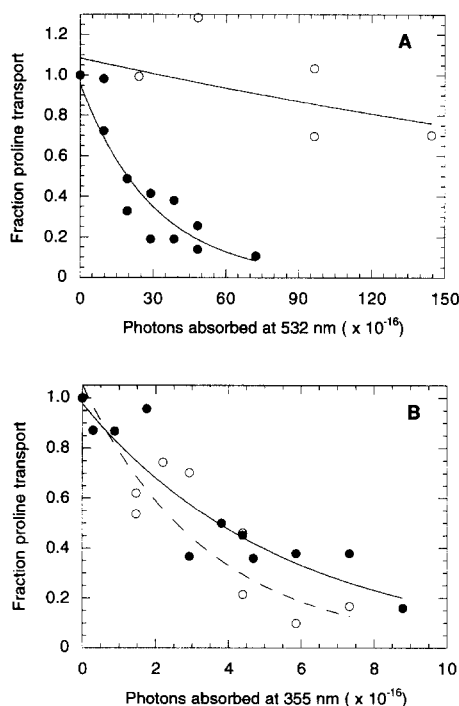 A
Fraction proline transport
1.2
1.0
0.8
0.6
0.4
0.2
0
0 30 60 90 120 150
Photons absorbed at 532 nm ( x 10-16)
B
Fraction proline transport
1.0
0.8
0.6
0.4
0.2
0
0 2 4 6 8 10
Photons absorbed at 355 nm (x 10-16)